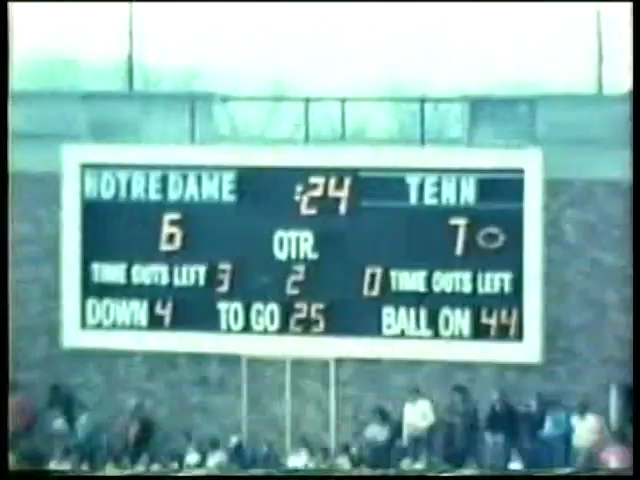 NOTRE DAME :24 TENN
6 QTR. 7
TIME OUTS LEFT 3 2 0 TIME OUTS LEFT
DOWN 4 TO GO 25 BALL ON 44